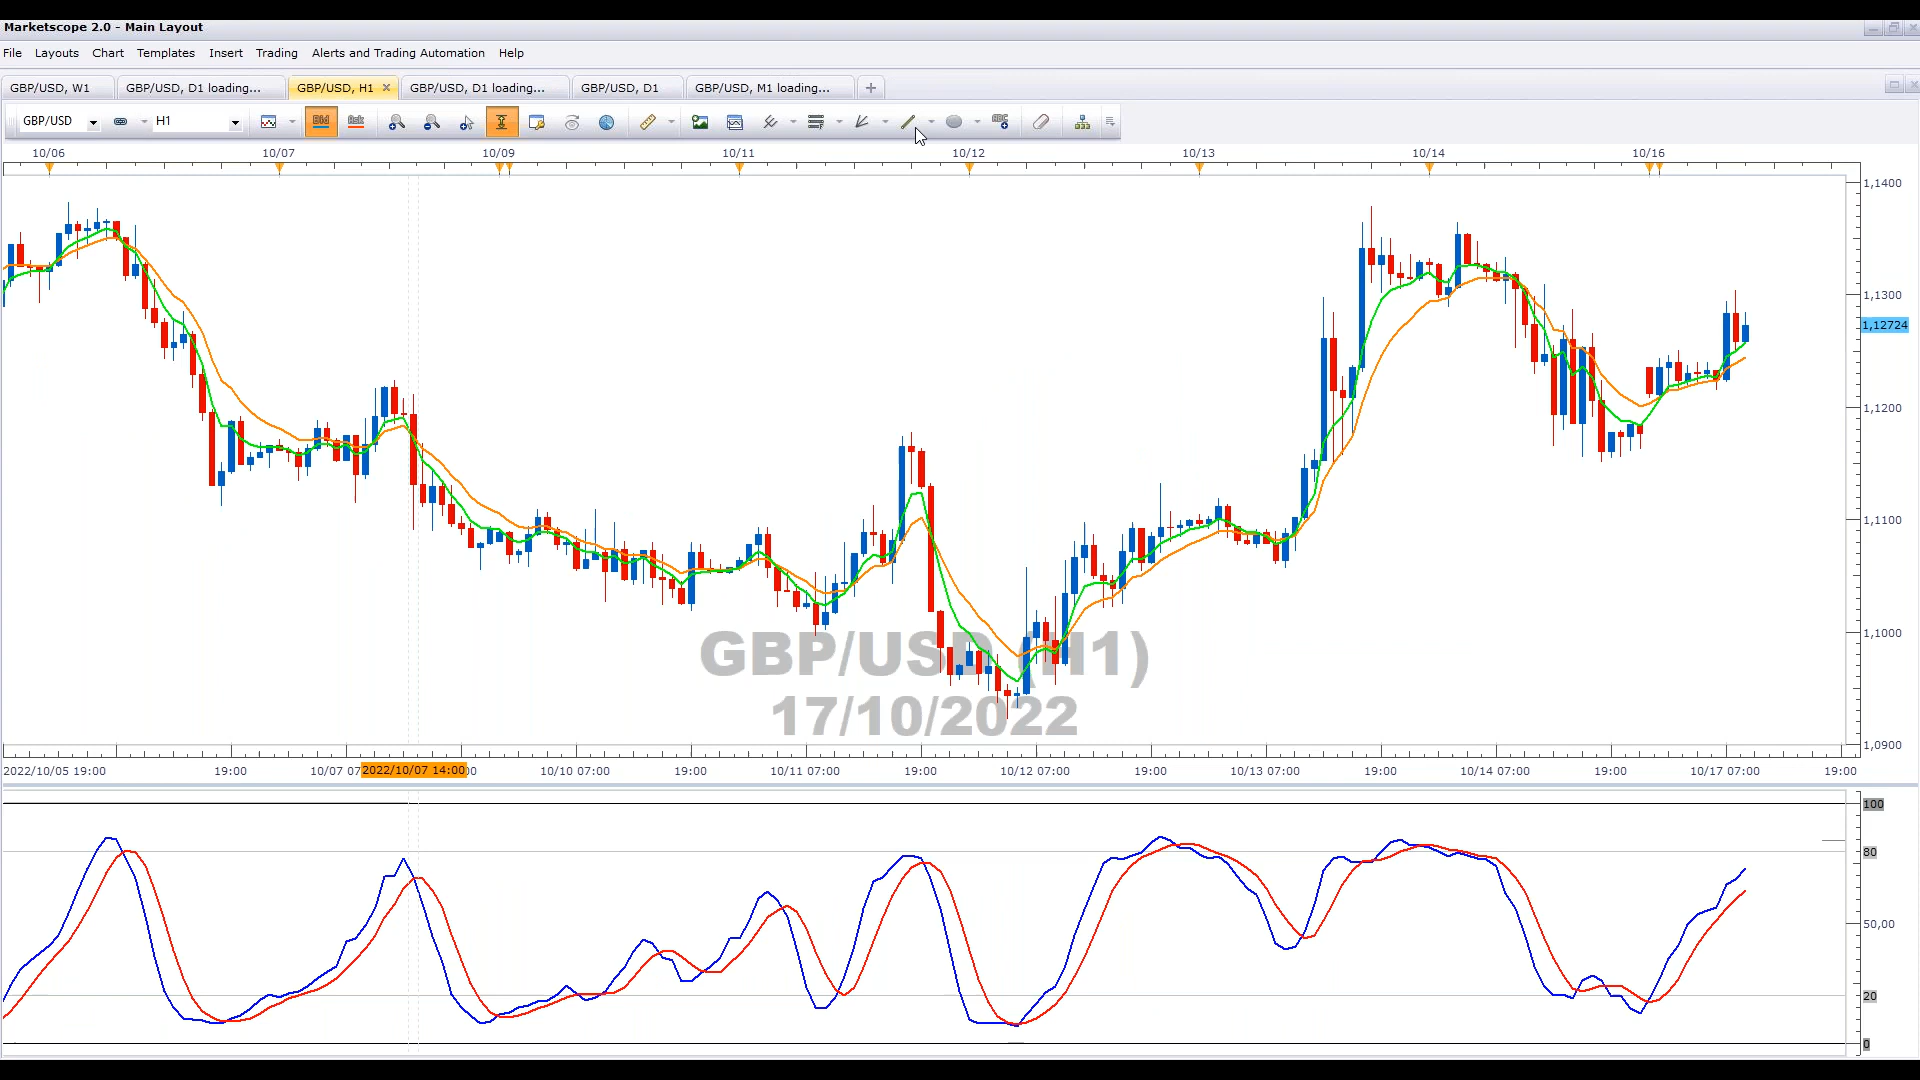 Marketscope 2.0 - Main Layout
File Layouts Chart Templates Insert Trading Alerts and Trading Automation Help
GBP/USD, W1 GBP/USD, D1 loading... GBP/USD, H1 GBP/USD, D1 loading... GBP/USD, D1 GBP/USD, M1 loading...
GBP/USD H1 Bid Ask
10/06 10/07 10/09 10/11 10/12 10/13 10/14 10/16
1,1400
1,1300
1,12724
1,1200
1,1100
1,1000
1,0900
GBP/USD (H1)
17/10/2022
2022/10/05 19:00 19:00 10/07 07 2022/10/07 14:00 10/10 07:00 19:00 10/11 07:00 19:00 10/12 07:00 19:00 10/13 07:00 19:00 10/14 07:00 19:00 10/17 07:00 19:00
100
80
50,00
20
0